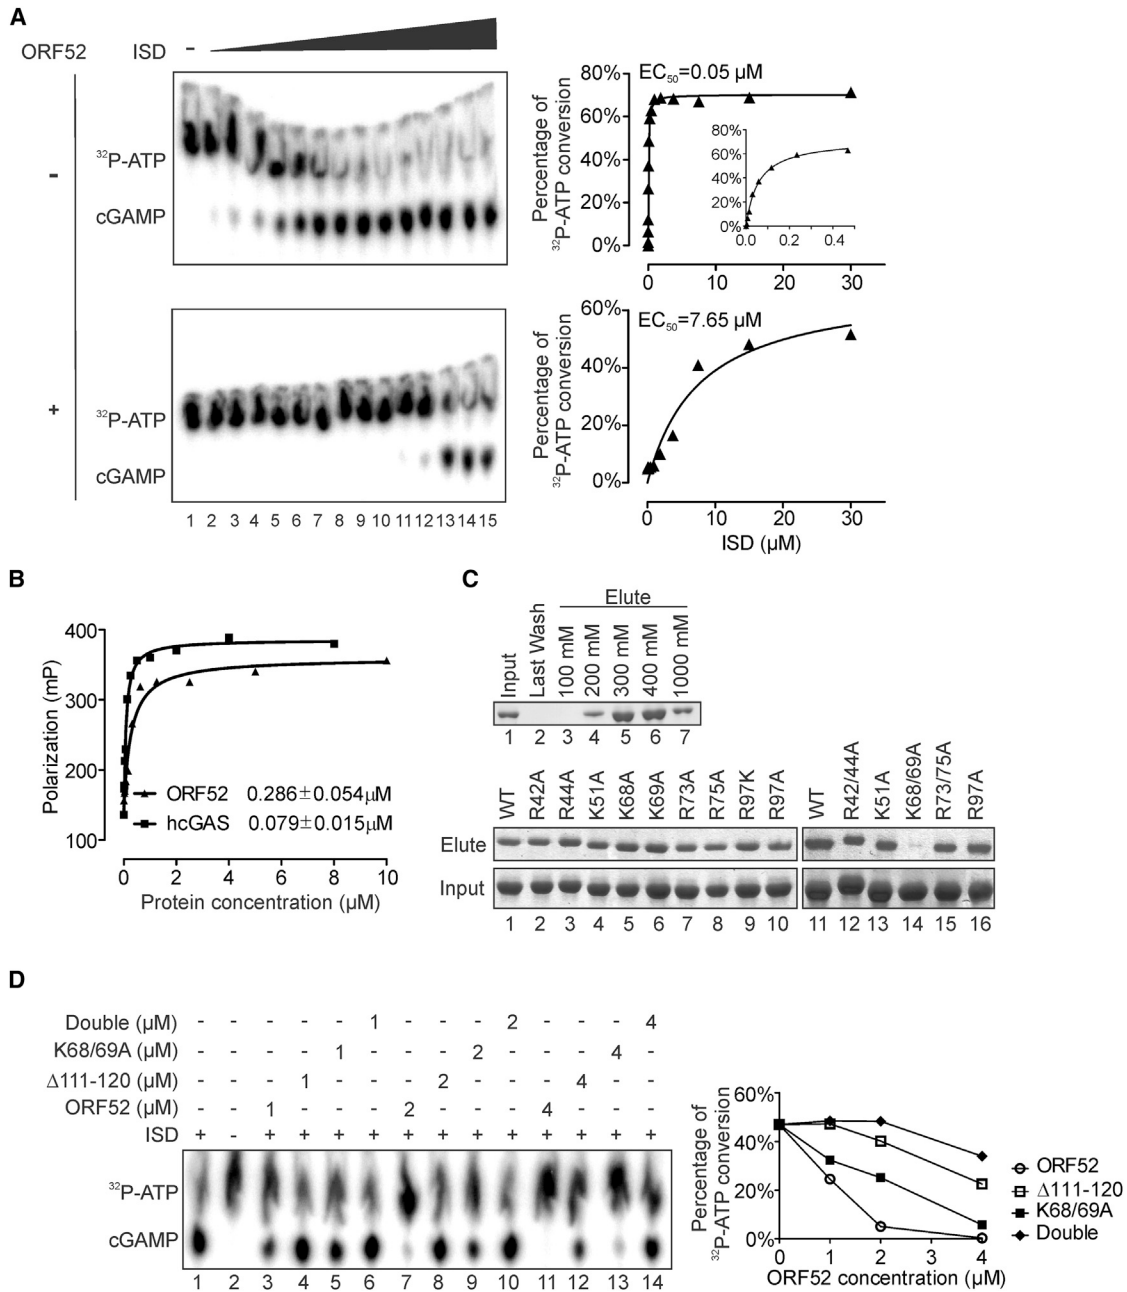 A
ORF52 ISD -
-
³²P-ATP
cGAMP
+
³²P-ATP
cGAMP
1 2 3 4 5 6 7 8 9 10 11 12 13 14 15
Percentage of
³²P-ATP conversion
80%
60%
40%
20%
0%
EC₅₀=0.05 µM
80%
60%
40%
20%
0%
0.0 0.2 0.4
0 10 20 30
Percentage of
³²P-ATP conversion
60%
40%
20%
0%
EC₅₀=7.65 µM
0 10 20 30
ISD (µM)
B
Polarization (mP)
400
300
200
100
ORF52 0.286±0.054µM
hcGAS 0.079±0.015µM
0 2 4 6 8 10
Protein concentration (µM)
C
Elute
Input
Last Wash
100 mM
200 mM
300 mM
400 mM
1000 mM
1 2 3 4 5 6 7
WT
R42A
R44A
K51A
K68A
K69A
R73A
R75A
R97K
R97A
WT
R42/44A
K51A
K68/69A
R73/75A
R97A
Elute
Input
1 2 3 4 5 6 7 8 9 10 11 12 13 14 15 16
D
Double (µM) - - - - - 1 - - - 2 - - - 4
K68/69A (µM) - - - - 1 - - - 2 - - - 4 -
Δ111-120 (µM) - - - 1 - - - 2 - - - 4 - -
ORF52 (µM) - - 1 - - - 2 - - - 4 - - -
ISD + - + + + + + + + + + + + +
³²P-ATP
cGAMP
1 2 3 4 5 6 7 8 9 10 11 12 13 14
Percentage of
³²P-ATP conversion
60%
40%
20%
0%
0 1 2 3 4
ORF52 concentration (µM)
ORF52
Δ111-120
K68/69A
Double